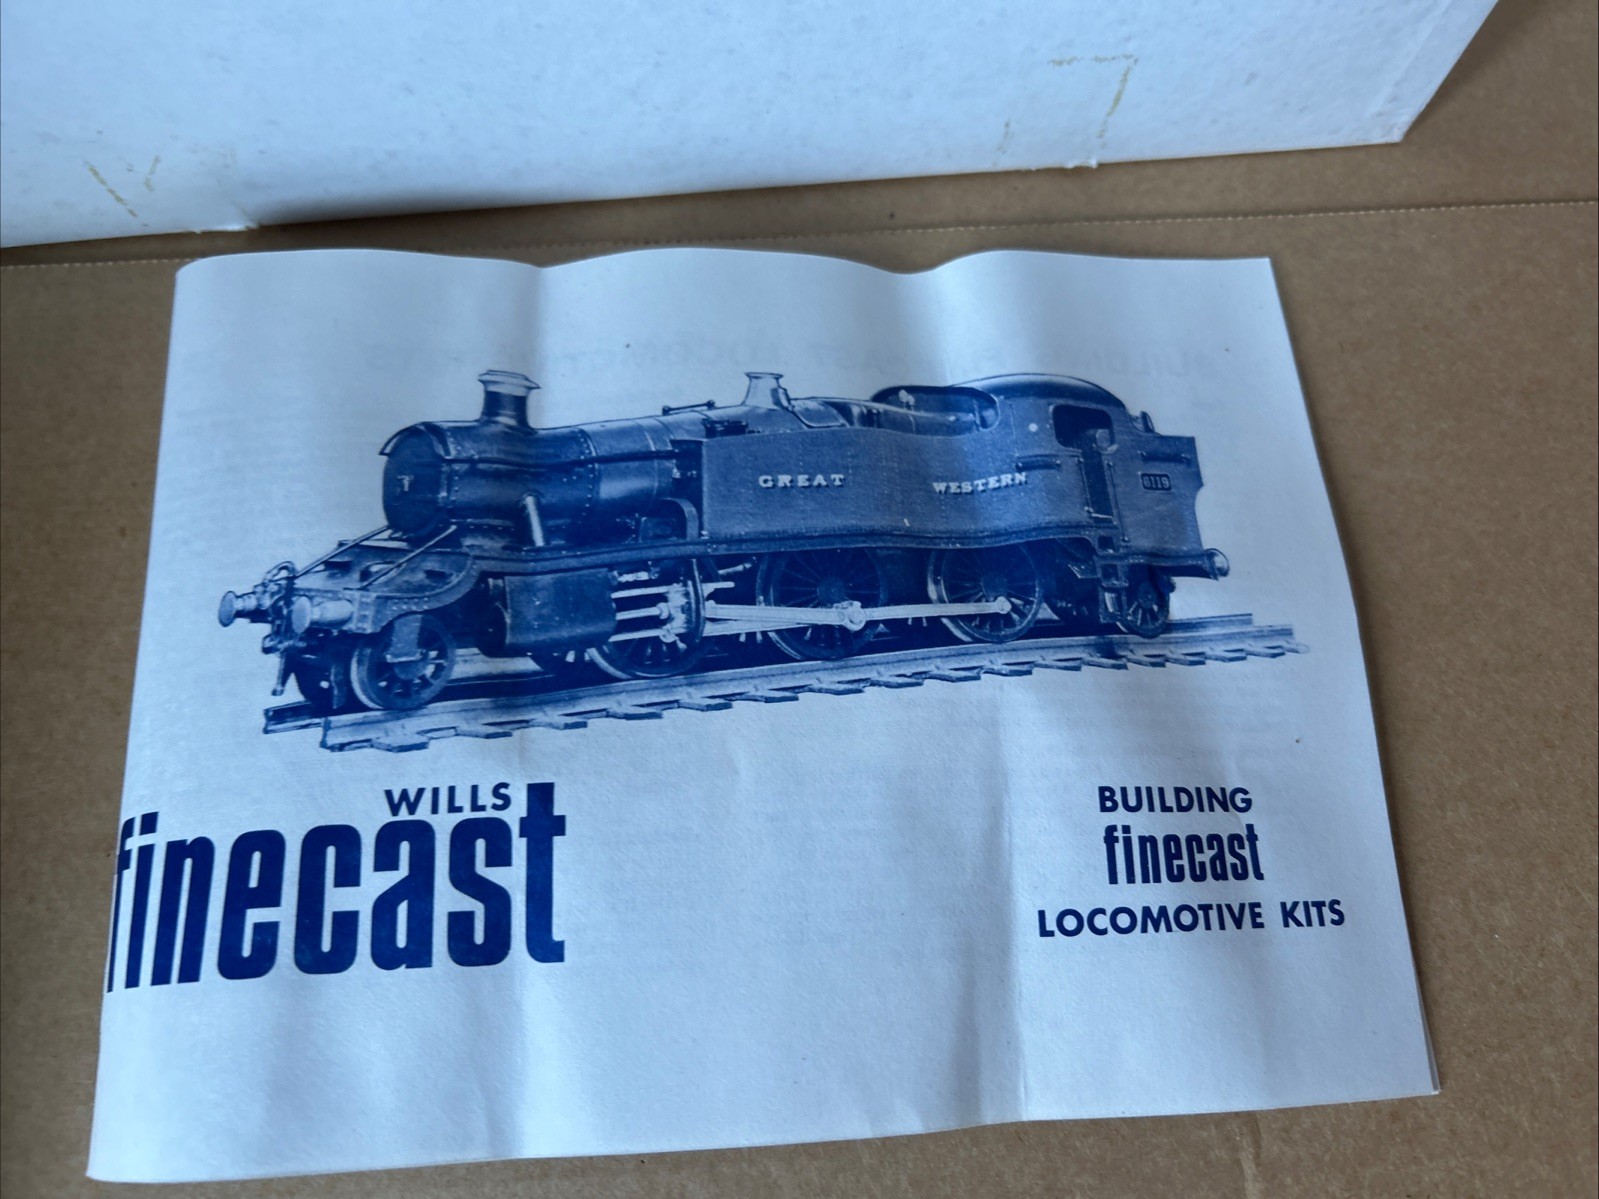 GREAT WESTERN
6119
WILLS
finecast
BUILDING
finecast
LOCOMOTIVE KITS